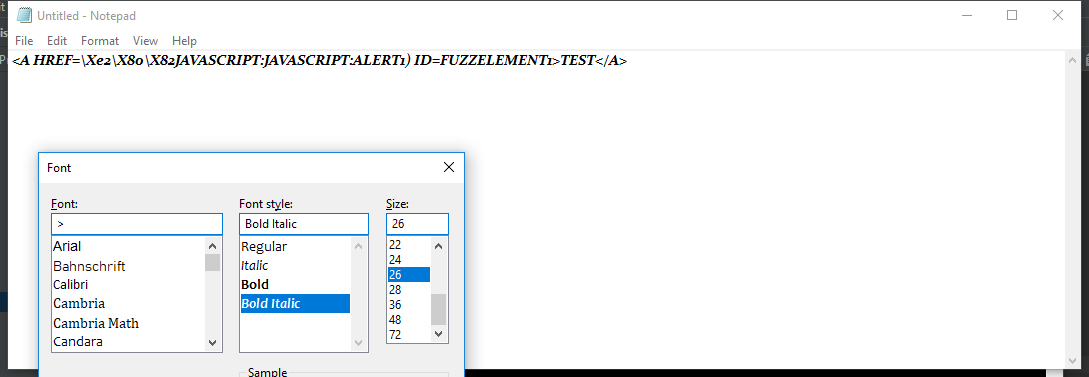 Untitled - Notepad
File Edit Format View Help
<A HREF=\Xe2\X80\X82JAVASCRIPT:JAVASCRIPT:ALERT1) ID=FUZZELEMENT1>TEST</A>
Font
Font: Font style: Size:
> Bold Italic 26
Arial Regular 22
Bahnschrift Italic 24
Calibri Bold 26
Cambria Bold Italic 28
Cambria Math 36
Candara 48
72
Sample